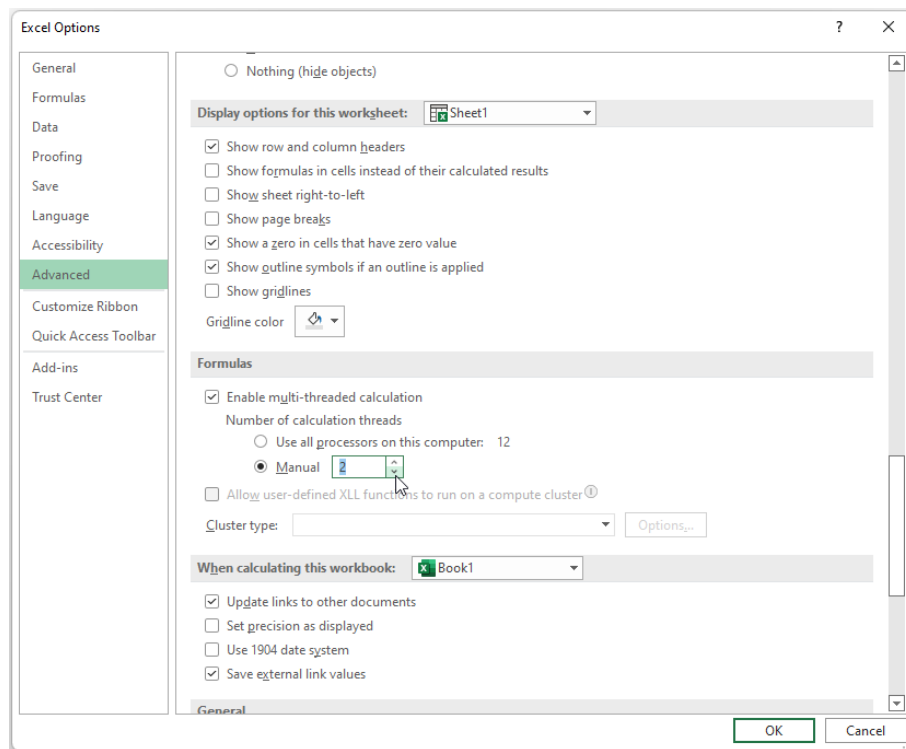 Excel Options
?
General
Formulas
Data
Proofing
Save
Language
Accessibility
Advanced
Customize Ribbon
Quick Access Toolbar
Add-ins
Trust Center
Nothing (hide objects)
Display options for this worksheet: Sheet1
Show row and column headers
Show formulas in cells instead of their calculated results
Show sheet right-to-left
Show page breaks
Show a zero in cells that have zero value
Show outline symbols if an outline is applied
Show gridlines
Gridline color
Formulas
Enable multi-threaded calculation
Number of calculation threads
Use all processors on this computer: 12
Manual 2
Allow user-defined XLL functions to run on a compute cluster
Cluster type: Options...
When calculating this workbook: Book1
Update links to other documents
Set precision as displayed
Use 1904 date system
Save external link values
General
OK Cancel